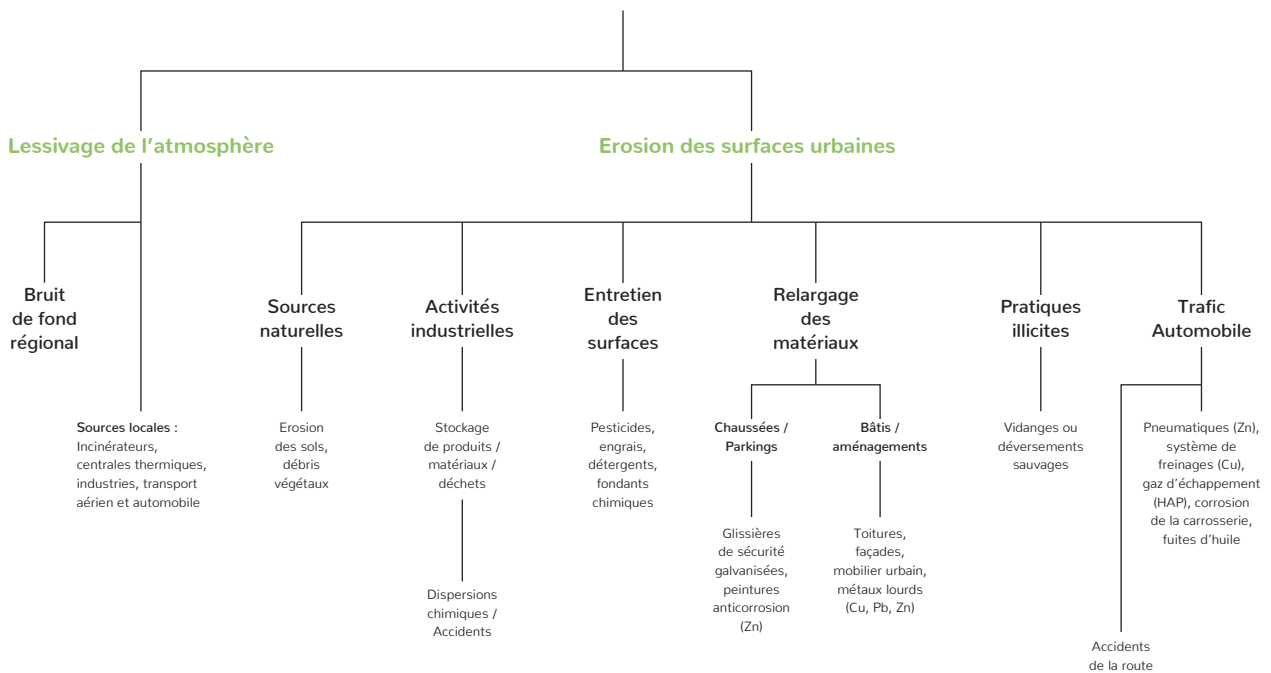 Lessivage de l'atmosphère
Erosion des surfaces urbaines
Bruit
de fond
régional
Sources locales :
Incinérateurs,
centrales thermiques,
industries, transport
aérien et automobile
Sources
naturelles
Erosion
des sols,
débris
végétaux
Activités
industrielles
Stockage
de produits /
matériaux /
déchets
Dispersions
chimiques /
Accidents
Entretien
des
surfaces
Pesticides,
engrais,
détergents,
fondants
chimiques
Relargage
des
matériaux
Chaussées /
Parkings
Glissières
de sécurité
galvanisées,
peintures
anticorrosion
(Zn)
Bâtis /
aménagements
Toitures,
façades,
mobilier urbain,
métaux lourds
(Cu, Pb, Zn)
Pratiques
illicites
Vidanges ou
déversements
sauvages
Trafic
Automobile
Pneumatiques (Zn),
système de
freinages (Cu),
gaz d'échappement
(HAP), corrosion
de la carrosserie,
fuites d'huile
Accidents
de la route